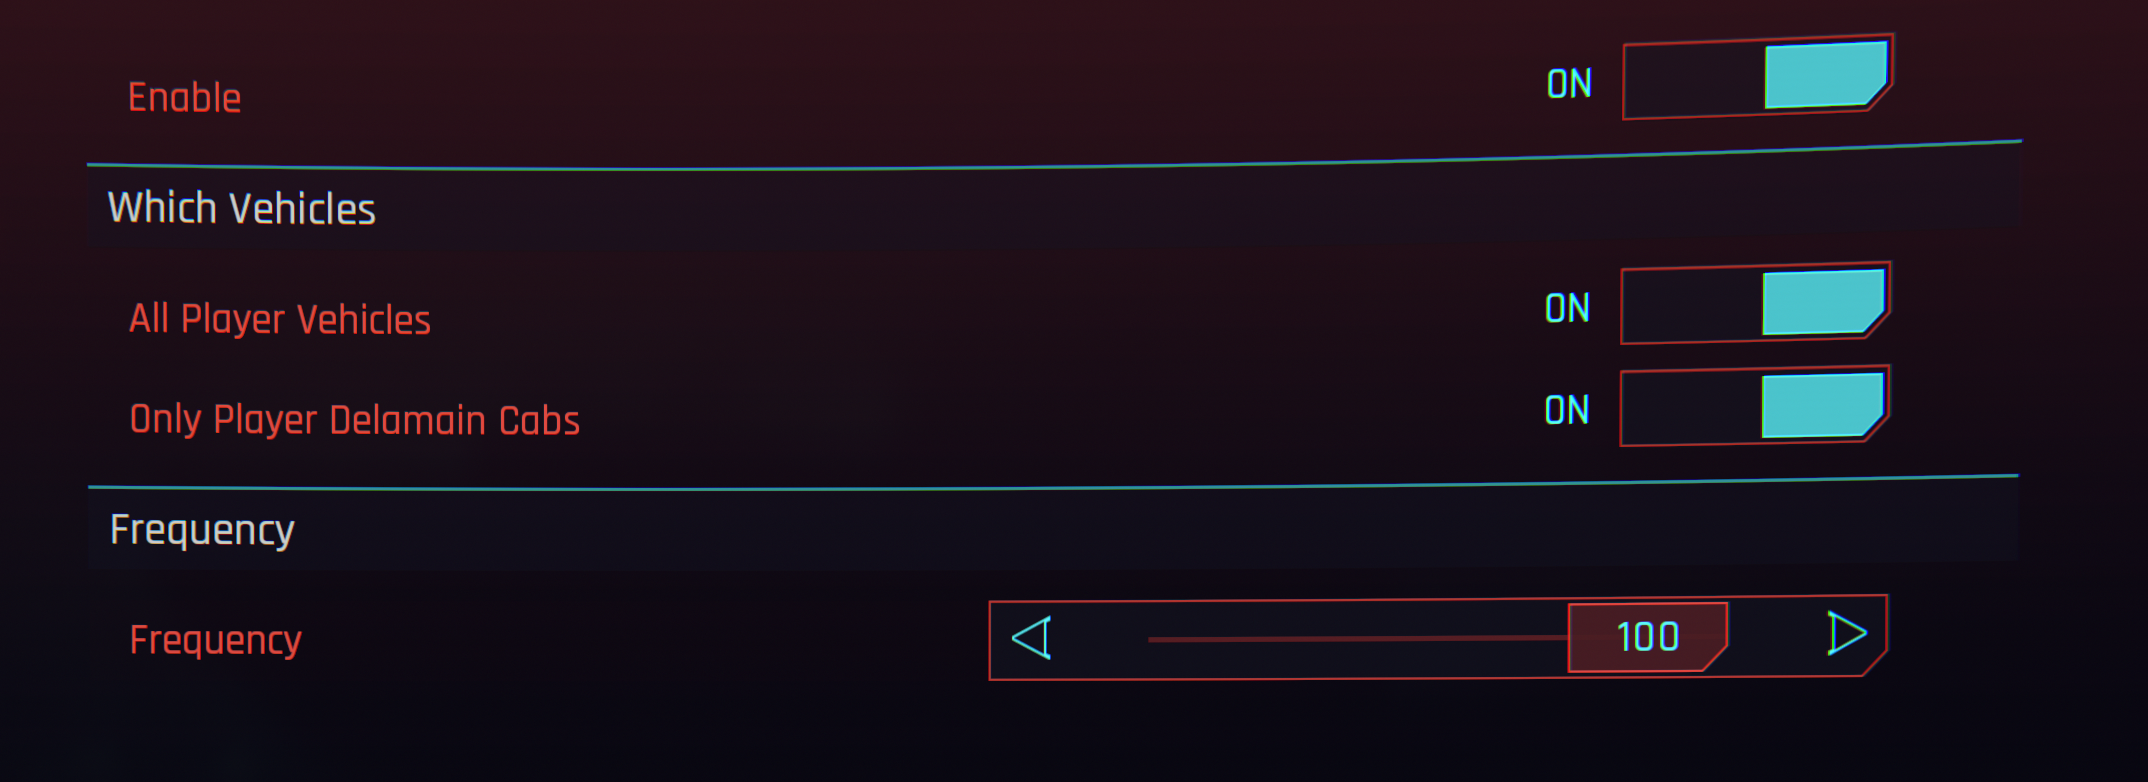 Enable ON
Which Vehicles
All Player Vehicles ON
Only Player Delamain Cabs ON
Frequency
Frequency 100